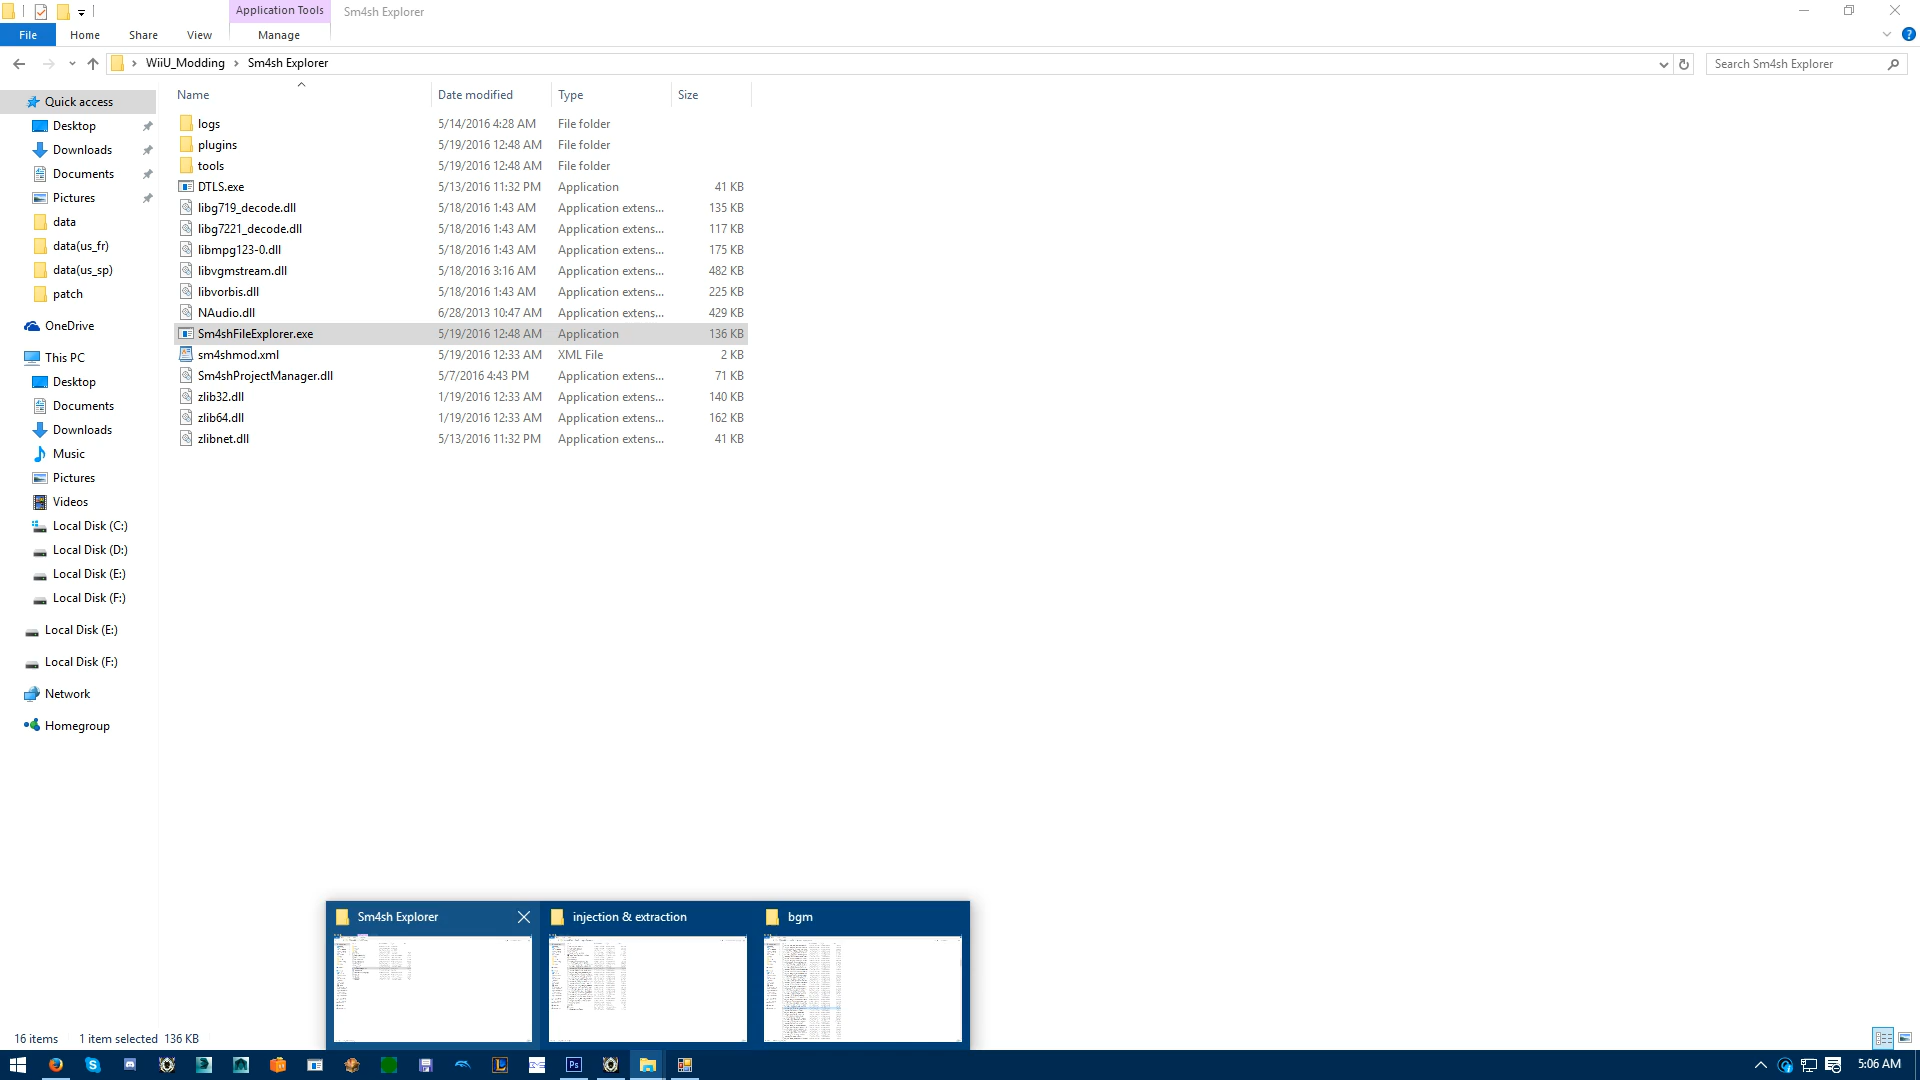 Application Tools
Sm4sh Explorer
File
Home
Share
View
Manage
WiiU_Modding
Sm4sh Explorer
Search Sm4sh Explorer
Name
Date modified
Type
Size
logs 5/14/2016 4:28 AM File folder
plugins 5/19/2016 12:48 AM File folder
tools 5/19/2016 12:48 AM File folder
DTLS.exe 5/13/2016 11:32 PM Application 41 KB
libg719_decode.dll 5/18/2016 1:43 AM Application extens... 135 KB
libg7221_decode.dll 5/18/2016 1:43 AM Application extens... 117 KB
libmpg123-0.dll 5/18/2016 1:43 AM Application extens... 175 KB
libvgmstream.dll 5/18/2016 3:16 AM Application extens... 482 KB
libvorbis.dll 5/18/2016 1:43 AM Application extens... 225 KB
NAudio.dll 6/28/2013 10:47 AM Application extens... 429 KB
Sm4shFileExplorer.exe 5/19/2016 12:48 AM Application 136 KB
sm4shmod.xml 5/19/2016 12:33 AM XML File 2 KB
Sm4shProjectManager.dll 5/7/2016 4:43 PM Application extens... 71 KB
zlib32.dll 1/19/2016 12:33 AM Application extens... 140 KB
zlib64.dll 1/19/2016 12:33 AM Application extens... 162 KB
zlibnet.dll 5/13/2016 11:32 PM Application extens... 41 KB
Quick access
Desktop
Downloads
Documents
Pictures
data
data(us_fr)
data(us_sp)
patch
OneDrive
This PC
Desktop
Documents
Downloads
Music
Pictures
Videos
Local Disk (C:)
Local Disk (D:)
Local Disk (E:)
Local Disk (F:)
Local Disk (E:)
Local Disk (F:)
Network
Homegroup
Sm4sh Explorer
injection & extraction
bgm
16 items
1 item selected 136 KB
Ps
5:06 AM